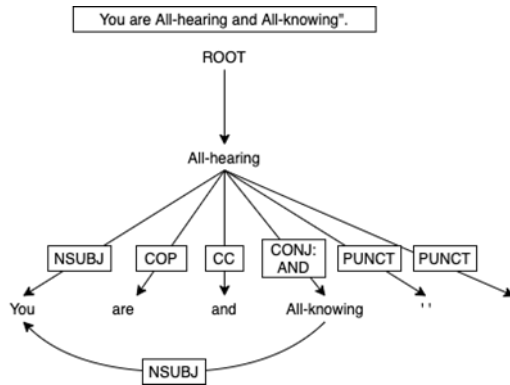 You are All-hearing and All-knowing".
ROOT
All-hearing
NSUBJ COP CC CONJ: AND PUNCT PUNCT
You are and All-knowing ' '
NSUBJ